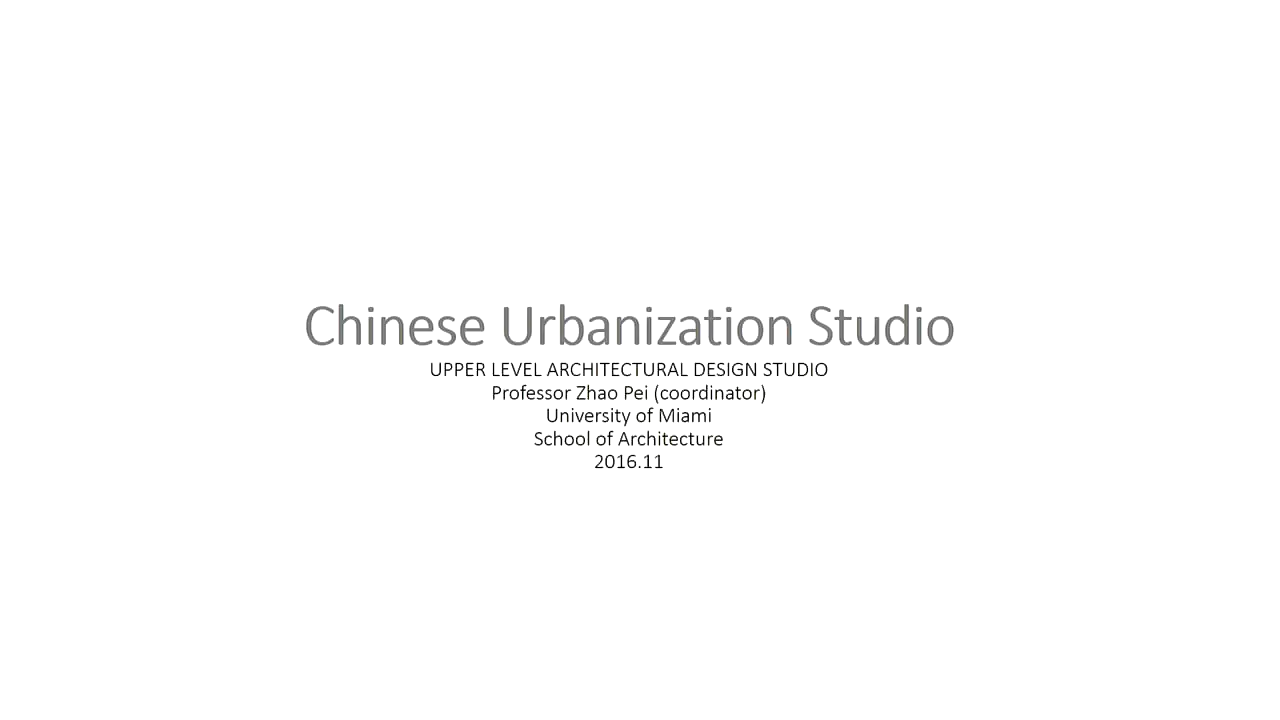 Chinese Urbanization Studio
UPPER LEVEL ARCHITECTURAL DESIGN STUDIO
Professor Zhao Pei (coordinator)
University of Miami
School of Architecture
2016.11